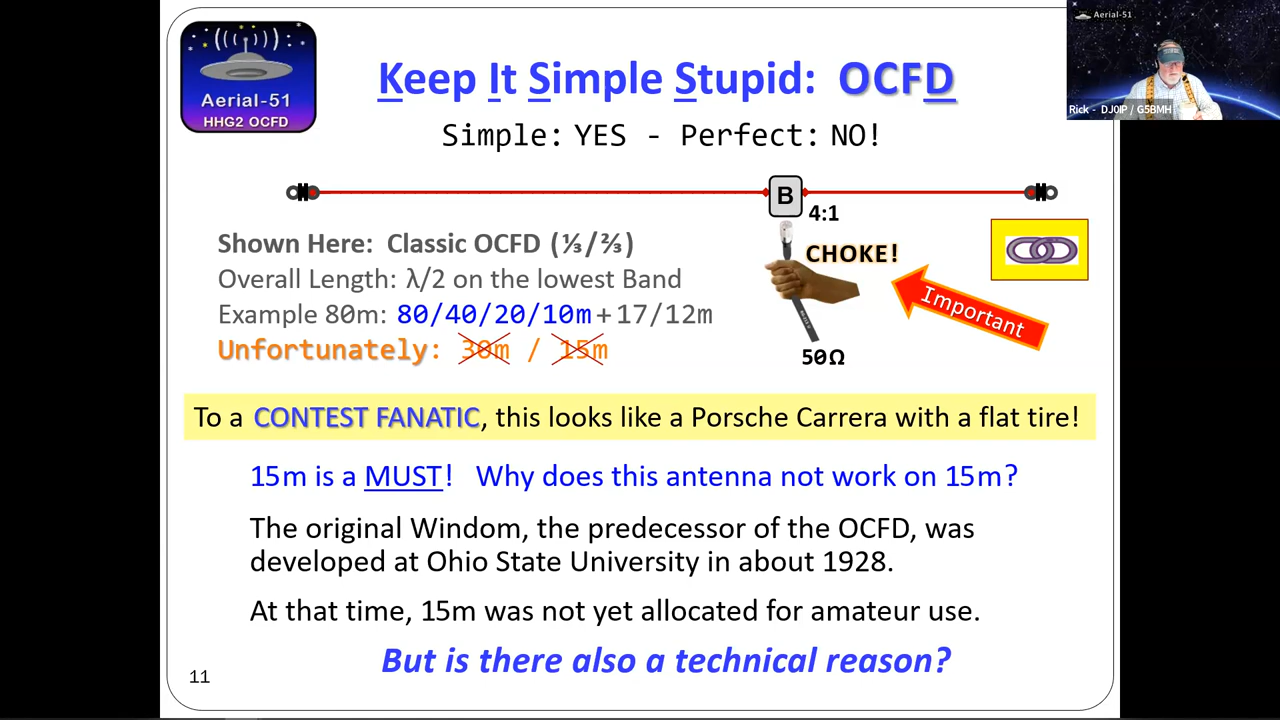 Aerial-51
HHG2 OCFD
Keep It Simple Stupid: OCFD
Simple: YES - Perfect: NO!
Aerial-51
Rick - DJ0IP / G5BMH
B
4:1
CHOKE!
Important
50Ω
Shown Here: Classic OCFD (⅓/⅔)
Overall Length: λ/2 on the lowest Band
Example 80m: 80/40/20/10m + 17/12m
Unfortunately: 30m / 15m
To a CONTEST FANATIC, this looks like a Porsche Carrera with a flat tire!
15m is a MUST! Why does this antenna not work on 15m?
The original Windom, the predecessor of the OCFD, was
developed at Ohio State University in about 1928.
At that time, 15m was not yet allocated for amateur use.
But is there also a technical reason?
11